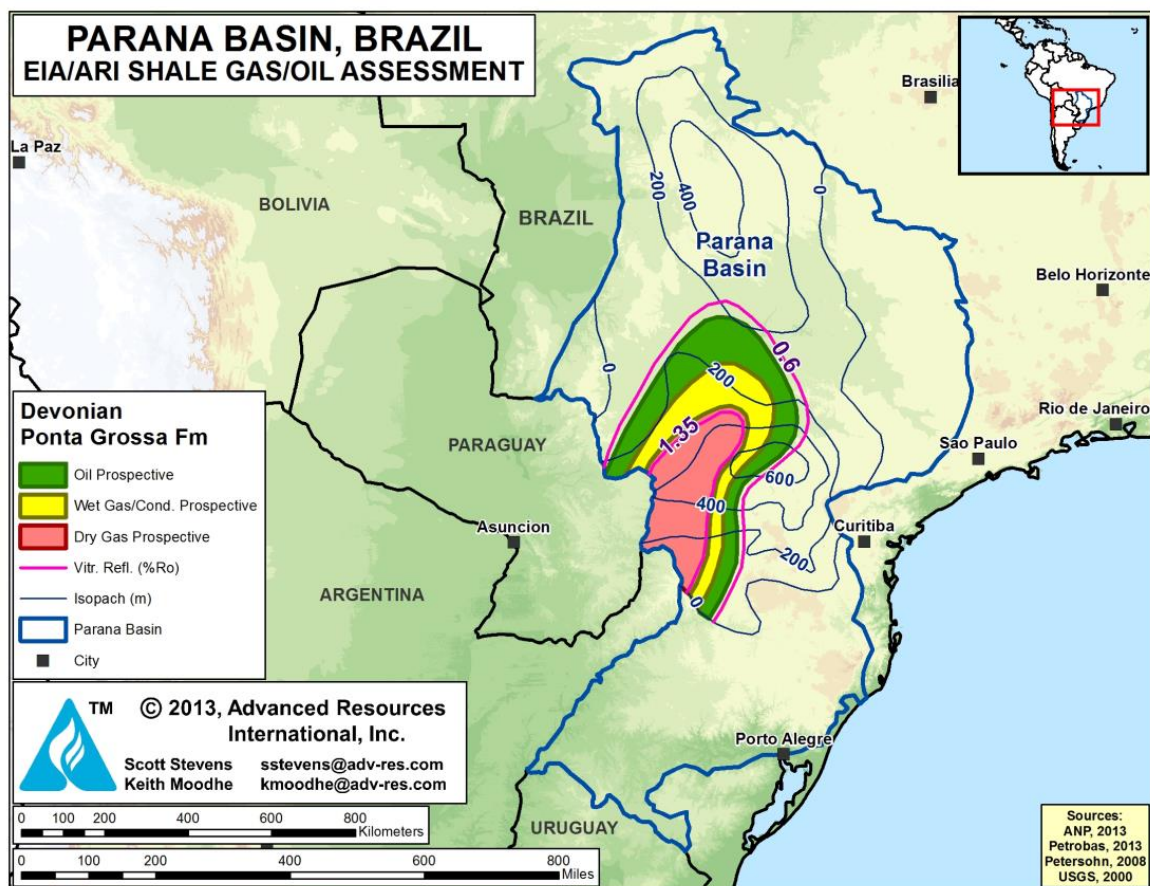 PARANA BASIN, BRAZIL
EIA/ARI SHALE GAS/OIL ASSESSMENT
Brasilia
La Paz
BOLIVIA
BRAZIL
200
400
0
Parana
Basin
Belo Horizonte
0
0.6
200
Rio de Janeiro
Sao Paulo
1.35
600
400
PARAGUAY
Asuncion
Curitiba
200
ARGENTINA
0
Porto Alegre
URUGUAY
Devonian
Ponta Grossa Fm
Oil Prospective
Wet Gas/Cond. Prospective
Dry Gas Prospective
Vitr. Refl. (%Ro)
Isopach (m)
Parana Basin
City
TM
© 2013, Advanced Resources
International, Inc.
Scott Stevens sstevens@adv-res.com
Keith Moodhe kmoodhe@adv-res.com
0 100 200 400 600 800
Kilometers
0 100 200 400 600 800
Miles
Sources:
ANP, 2013
Petrobas, 2013
Petersohn, 2008
USGS, 2000